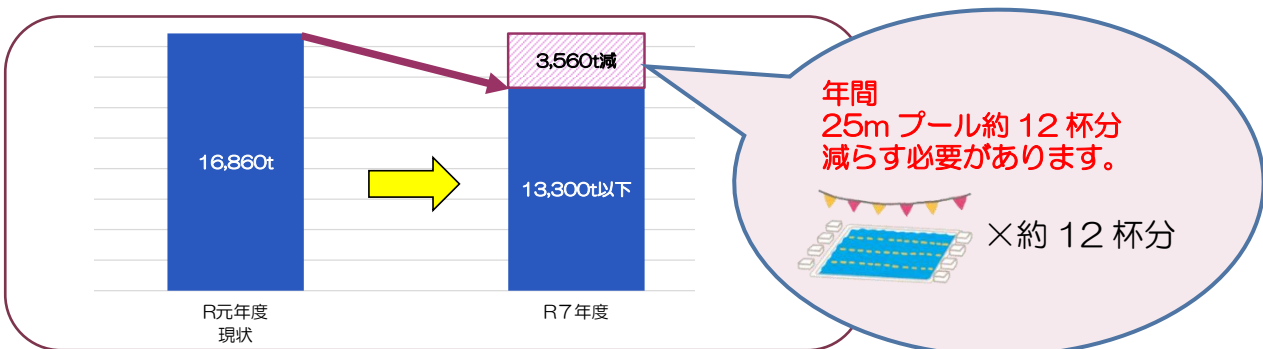 3,560t減
16,860t
13,300t以下
R元年度
現状
R７年度
年間
25m プール約 12 杯分
減らす必要があります。
×約 12 杯分